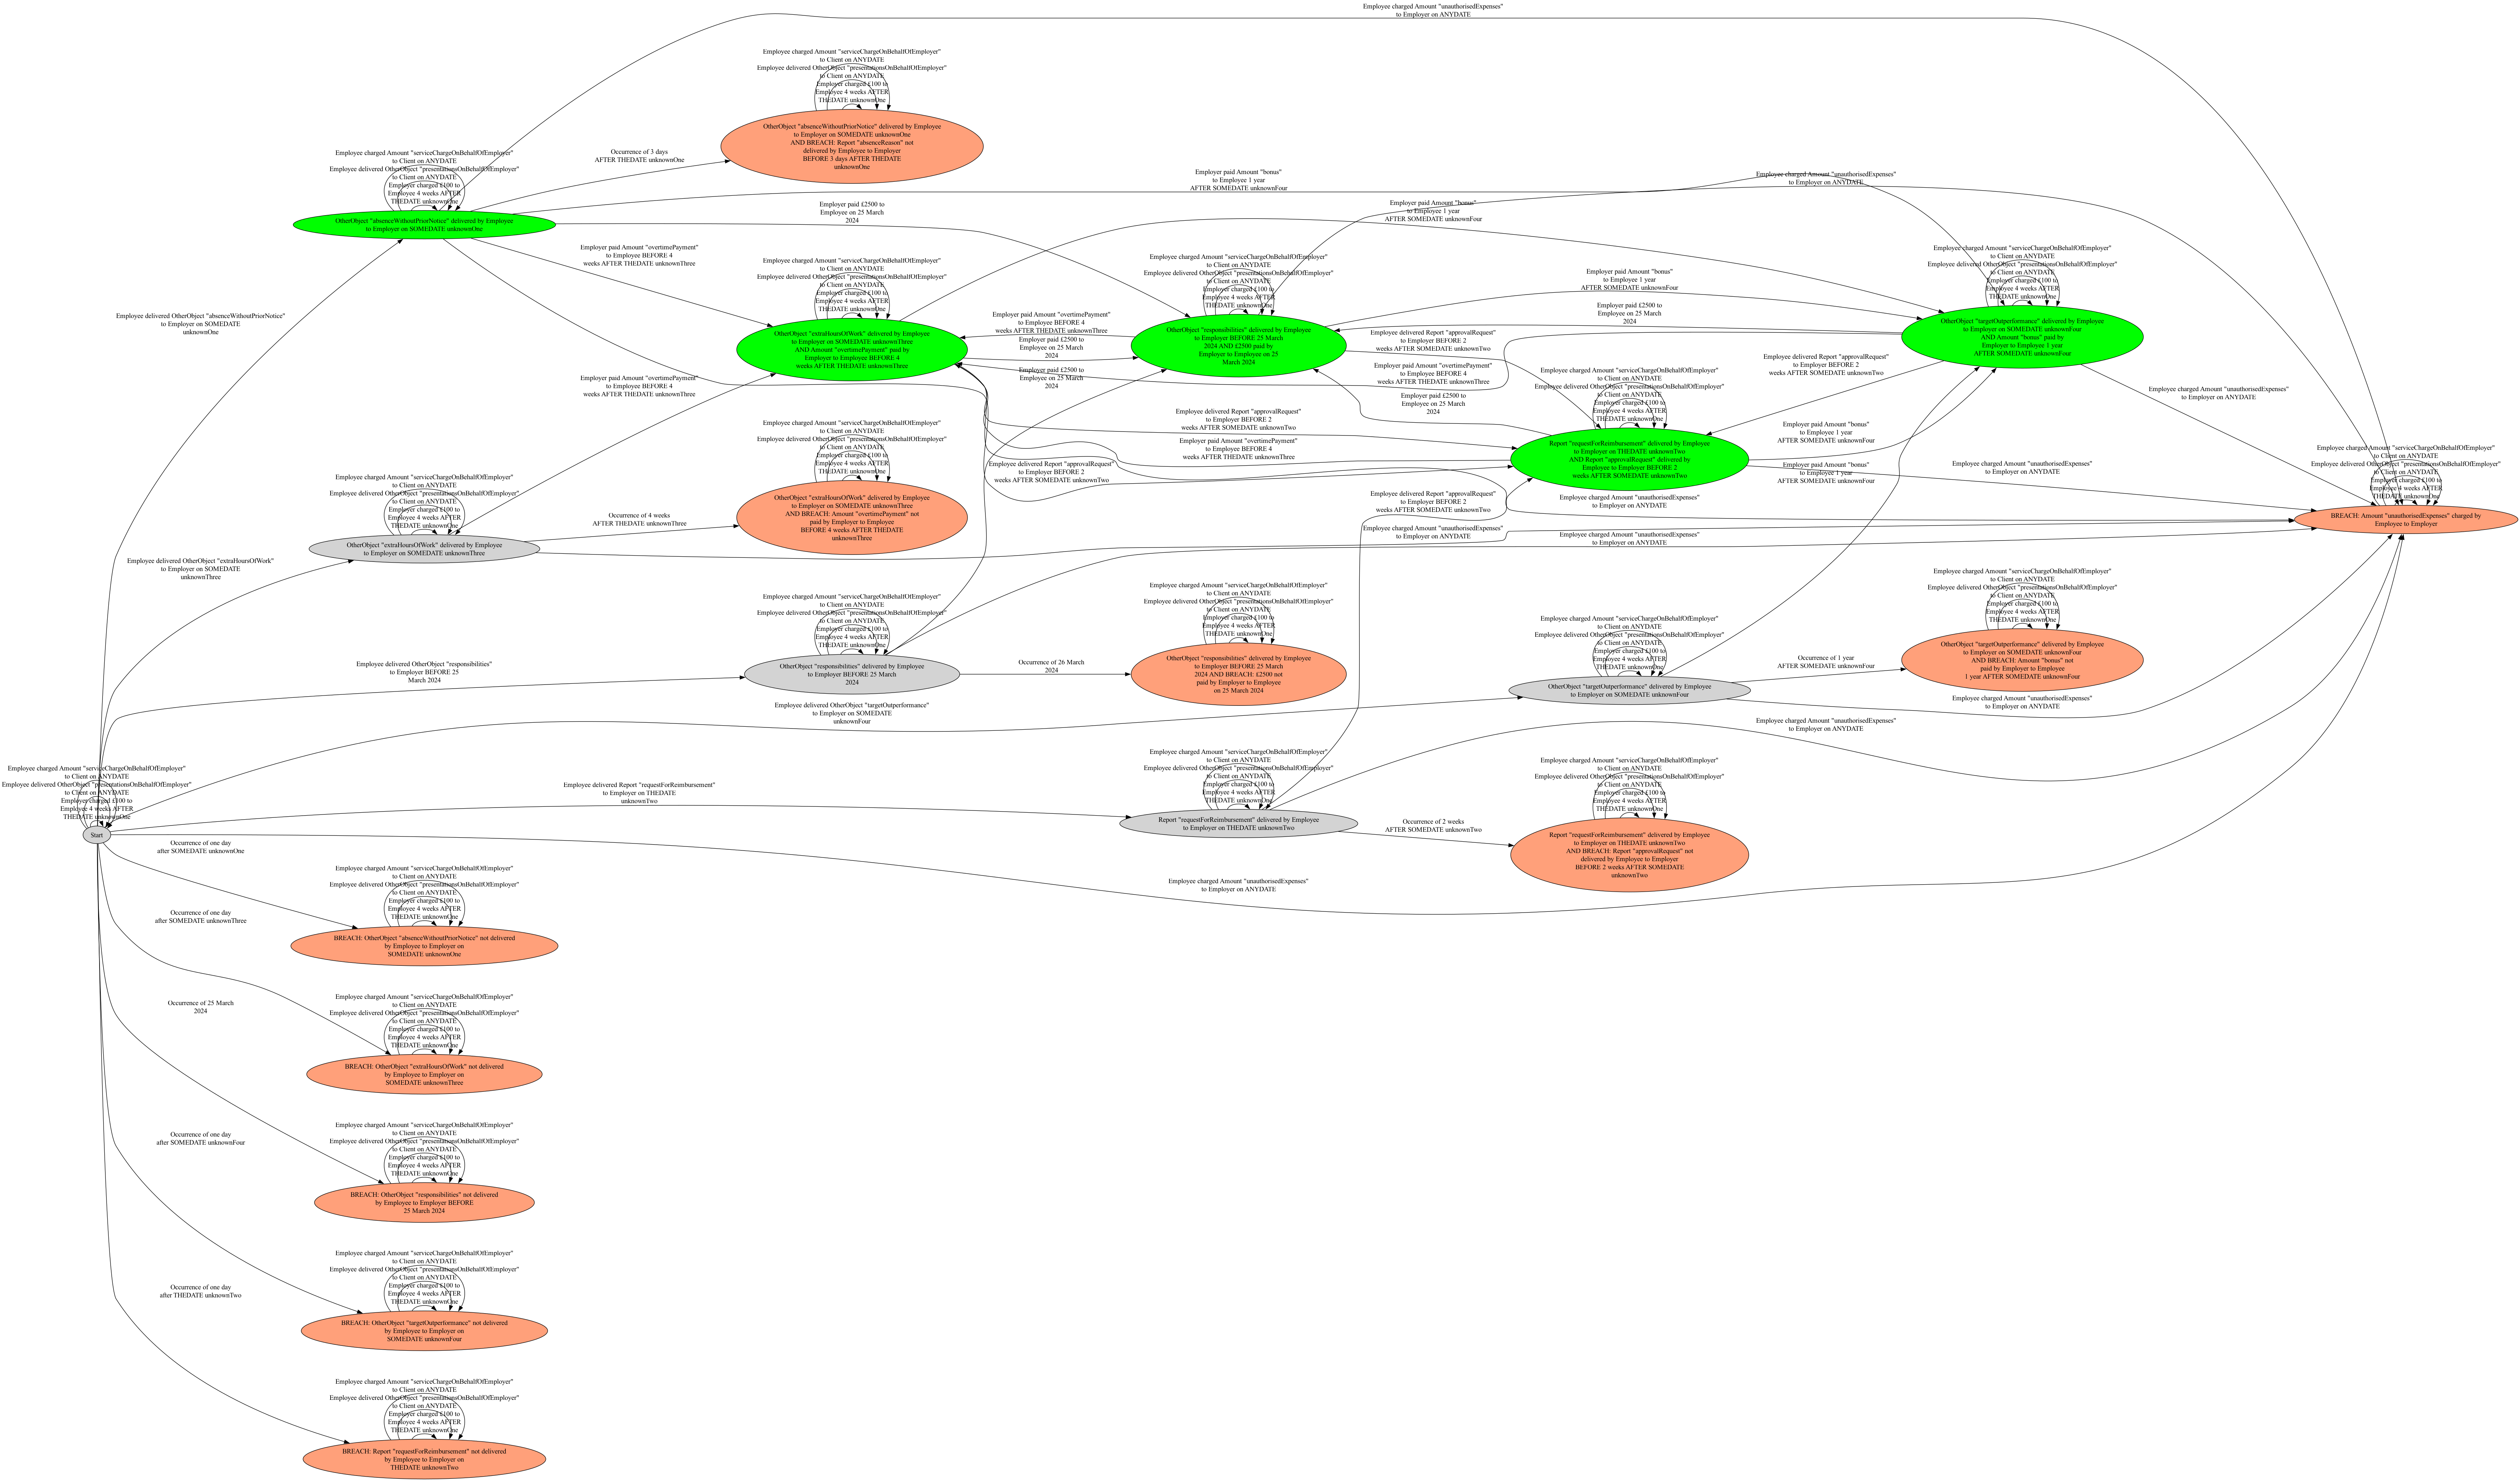 Employee charged Amount "unauthorisedExpenses"
to Employer on ANYDATE
Employee charged Amount "serviceChargeOnBehalfOfEmployer"
to Client on ANYDATE
Employee delivered OtherObject "presentationsOnBehalfOfEmployer"
to Client on ANYDATE
Employer charged £100 to
Employee 4 weeks AFTER
THEDATE unknownOne
OtherObject "absenceWithoutPriorNotice" delivered by Employee
to Employer on SOMEDATE unknownOne
AND BREACH: Report "absenceReason" not
delivered by Employee to Employer
BEFORE 3 days AFTER THEDATE
unknownOne
Occurrence of 3 days
AFTER THEDATE unknownOne
Employee charged Amount "serviceChargeOnBehalfOfEmployer"
to Client on ANYDATE
Employee delivered OtherObject "presentationsOnBehalfOfEmployer"
to Client on ANYDATE
Employer charged £100 to
Employee 4 weeks AFTER
THEDATE unknownOne
OtherObject "absenceWithoutPriorNotice" delivered by Employee
to Employer on SOMEDATE unknownOne
Employer paid Amount "bonus"
to Employee 1 year
AFTER SOMEDATE unknownFour
Employee charged Amount "unauthorisedExpenses"
to Employer on ANYDATE
Employer paid £2500 to
Employee on 25 March
2024
Employer paid Amount "bonus"
to Employee 1 year
AFTER SOMEDATE unknownFour
Employer paid Amount "overtimePayment"
to Employee BEFORE 4
weeks AFTER THEDATE unknownThree
Employee charged Amount "serviceChargeOnBehalfOfEmployer"
to Client on ANYDATE
Employee delivered OtherObject "presentationsOnBehalfOfEmployer"
to Client on ANYDATE
Employer charged £100 to
Employee 4 weeks AFTER
THEDATE unknownOne
OtherObject "extraHoursOfWork" delivered by Employee
to Employer on SOMEDATE unknownThree
AND Amount "overtimePayment" paid by
Employer to Employee BEFORE 4
weeks AFTER THEDATE unknownThree
Employer paid Amount "overtimePayment"
to Employee BEFORE 4
weeks AFTER THEDATE unknownThree
Employer paid £2500 to
Employee on 25 March
2024
Employer paid £2500 to
Employee on 25 March
2024
Employee charged Amount "serviceChargeOnBehalfOfEmployer"
to Client on ANYDATE
Employee delivered OtherObject "presentationsOnBehalfOfEmployer"
to Client on ANYDATE
Employer charged £100 to
Employee 4 weeks AFTER
THEDATE unknownOne
OtherObject "responsibilities" delivered by Employee
to Employer BEFORE 25 March
2024 AND £2500 paid by
Employer to Employee on 25
March 2024
Employer paid Amount "bonus"
to Employee 1 year
AFTER SOMEDATE unknownFour
Employer paid £2500 to
Employee on 25 March
2024
Employee delivered Report "approvalRequest"
to Employer BEFORE 2
weeks AFTER SOMEDATE unknownTwo
Employer paid Amount "overtimePayment"
to Employee BEFORE 4
weeks AFTER THEDATE unknownThree
Employer paid £2500 to
Employee on 25 March
2024
Employee charged Amount "serviceChargeOnBehalfOfEmployer"
to Client on ANYDATE
Employee delivered OtherObject "presentationsOnBehalfOfEmployer"
to Client on ANYDATE
Employer charged £100 to
Employee 4 weeks AFTER
THEDATE unknownOne
OtherObject "targetOutperformance" delivered by Employee
to Employer on SOMEDATE unknownFour
AND Amount "bonus" paid by
Employer to Employee 1 year
AFTER SOMEDATE unknownFour
Employee delivered Report "approvalRequest"
to Employer BEFORE 2
weeks AFTER SOMEDATE unknownTwo
Employee charged Amount "serviceChargeOnBehalfOfEmployer"
to Client on ANYDATE
Employee delivered OtherObject "presentationsOnBehalfOfEmployer"
to Client on ANYDATE
Employer charged £100 to
Employee 4 weeks AFTER
THEDATE unknownOne
Report "requestForReimbursement" delivered by Employee
to Employer on THEDATE unknownTwo
AND Report "approvalRequest" delivered by
Employee to Employer BEFORE 2
weeks AFTER SOMEDATE unknownTwo
Employer paid Amount "bonus"
to Employee 1 year
AFTER SOMEDATE unknownFour
Employer paid Amount "bonus"
to Employee 1 year
AFTER SOMEDATE unknownFour
Employee charged Amount "unauthorisedExpenses"
to Employer on ANYDATE
Employee charged Amount "unauthorisedExpenses"
to Employer on ANYDATE
Employee charged Amount "serviceChargeOnBehalfOfEmployer"
to Client on ANYDATE
Employee delivered OtherObject "presentationsOnBehalfOfEmployer"
to Client on ANYDATE
Employer charged £100 to
Employee 4 weeks AFTER
THEDATE unknownOne
BREACH: Amount "unauthorisedExpenses" charged by
Employee to Employer
Employee delivered OtherObject "absenceWithoutPriorNotice"
to Employer on SOMEDATE
unknownOne
Employer paid Amount "overtimePayment"
to Employee BEFORE 4
weeks AFTER THEDATE unknownThree
Employee delivered Report "approvalRequest"
to Employer BEFORE 2
weeks AFTER SOMEDATE unknownTwo
Employer paid Amount "overtimePayment"
to Employee BEFORE 4
weeks AFTER THEDATE unknownThree
Employee delivered Report "approvalRequest"
to Employer BEFORE 2
weeks AFTER SOMEDATE unknownTwo
Employee delivered Report "approvalRequest"
to Employer BEFORE 2
weeks AFTER SOMEDATE unknownTwo
Employee charged Amount "unauthorisedExpenses"
to Employer on ANYDATE
Employee charged Amount "unauthorisedExpenses"
to Employer on ANYDATE
Employee charged Amount "unauthorisedExpenses"
to Employer on ANYDATE
Employee charged Amount "serviceChargeOnBehalfOfEmployer"
to Client on ANYDATE
Employee delivered OtherObject "presentationsOnBehalfOfEmployer"
to Client on ANYDATE
Employer charged £100 to
Employee 4 weeks AFTER
THEDATE unknownOne
OtherObject "extraHoursOfWork" delivered by Employee
to Employer on SOMEDATE unknownThree
AND BREACH: Amount "overtimePayment" not
paid by Employer to Employee
BEFORE 4 weeks AFTER THEDATE
unknownThree
Occurrence of 4 weeks
AFTER THEDATE unknownThree
Employee charged Amount "serviceChargeOnBehalfOfEmployer"
to Client on ANYDATE
Employee delivered OtherObject "presentationsOnBehalfOfEmployer"
to Client on ANYDATE
Employer charged £100 to
Employee 4 weeks AFTER
THEDATE unknownOne
OtherObject "extraHoursOfWork" delivered by Employee
to Employer on SOMEDATE unknownThree
Employee delivered OtherObject "extraHoursOfWork"
to Employer on SOMEDATE
unknownThree
Employee charged Amount "serviceChargeOnBehalfOfEmployer"
to Client on ANYDATE
Employee delivered OtherObject "presentationsOnBehalfOfEmployer"
to Client on ANYDATE
Employer charged £100 to
Employee 4 weeks AFTER
THEDATE unknownOne
OtherObject "responsibilities" delivered by Employee
to Employer BEFORE 25 March
2024
Employee delivered OtherObject "responsibilities"
to Employer BEFORE 25
March 2024
Occurrence of 26 March
2024
Employee charged Amount "serviceChargeOnBehalfOfEmployer"
to Client on ANYDATE
Employee delivered OtherObject "presentationsOnBehalfOfEmployer"
to Client on ANYDATE
Employer charged £100 to
Employee 4 weeks AFTER
THEDATE unknownOne
OtherObject "responsibilities" delivered by Employee
to Employer BEFORE 25 March
2024 AND BREACH: £2500 not
paid by Employer to Employee
on 25 March 2024
Employee charged Amount "serviceChargeOnBehalfOfEmployer"
to Client on ANYDATE
Employee delivered OtherObject "presentationsOnBehalfOfEmployer"
to Client on ANYDATE
Employer charged £100 to
Employee 4 weeks AFTER
THEDATE unknownOne
OtherObject "targetOutperformance" delivered by Employee
to Employer on SOMEDATE unknownFour
Occurrence of 1 year
AFTER SOMEDATE unknownFour
Employee charged Amount "serviceChargeOnBehalfOfEmployer"
to Client on ANYDATE
Employee delivered OtherObject "presentationsOnBehalfOfEmployer"
to Client on ANYDATE
Employer charged £100 to
Employee 4 weeks AFTER
THEDATE unknownOne
OtherObject "targetOutperformance" delivered by Employee
to Employer on SOMEDATE unknownFour
AND BREACH: Amount "bonus" not
paid by Employer to Employee
1 year AFTER SOMEDATE unknownFour
Employee charged Amount "unauthorisedExpenses"
to Employer on ANYDATE
Employee delivered OtherObject "targetOutperformance"
to Employer on SOMEDATE
unknownFour
Employee charged Amount "unauthorisedExpenses"
to Employer on ANYDATE
Employee charged Amount "serviceChargeOnBehalfOfEmployer"
to Client on ANYDATE
Employee delivered OtherObject "presentationsOnBehalfOfEmployer"
to Client on ANYDATE
Employer charged £100 to
Employee 4 weeks AFTER
THEDATE unknownOne
Start
Employee delivered Report "requestForReimbursement"
to Employer on THEDATE
unknownTwo
Employee charged Amount "serviceChargeOnBehalfOfEmployer"
to Client on ANYDATE
Employee delivered OtherObject "presentationsOnBehalfOfEmployer"
to Client on ANYDATE
Employer charged £100 to
Employee 4 weeks AFTER
THEDATE unknownOne
Report "requestForReimbursement" delivered by Employee
to Employer on THEDATE unknownTwo
Occurrence of 2 weeks
AFTER SOMEDATE unknownTwo
Employee charged Amount "serviceChargeOnBehalfOfEmployer"
to Client on ANYDATE
Employee delivered OtherObject "presentationsOnBehalfOfEmployer"
to Client on ANYDATE
Employer charged £100 to
Employee 4 weeks AFTER
THEDATE unknownOne
Report "requestForReimbursement" delivered by Employee
to Employer on THEDATE unknownTwo
AND BREACH: Report "approvalRequest" not
delivered by Employee to Employer
BEFORE 2 weeks AFTER SOMEDATE
unknownTwo
Employee charged Amount "unauthorisedExpenses"
to Employer on ANYDATE
Occurrence of one day
after SOMEDATE unknownOne
Employee charged Amount "serviceChargeOnBehalfOfEmployer"
to Client on ANYDATE
Employee delivered OtherObject "presentationsOnBehalfOfEmployer"
to Client on ANYDATE
Employer charged £100 to
Employee 4 weeks AFTER
THEDATE unknownOne
BREACH: OtherObject "absenceWithoutPriorNotice" not delivered
by Employee to Employer on
SOMEDATE unknownOne
Occurrence of one day
after SOMEDATE unknownThree
Employee charged Amount "serviceChargeOnBehalfOfEmployer"
to Client on ANYDATE
Employee delivered OtherObject "presentationsOnBehalfOfEmployer"
to Client on ANYDATE
Employer charged £100 to
Employee 4 weeks AFTER
THEDATE unknownOne
BREACH: OtherObject "extraHoursOfWork" not delivered
by Employee to Employer on
SOMEDATE unknownThree
Occurrence of 25 March
2024
Employee charged Amount "serviceChargeOnBehalfOfEmployer"
to Client on ANYDATE
Employee delivered OtherObject "presentationsOnBehalfOfEmployer"
to Client on ANYDATE
Employer charged £100 to
Employee 4 weeks AFTER
THEDATE unknownOne
BREACH: OtherObject "responsibilities" not delivered
by Employee to Employer BEFORE
25 March 2024
Occurrence of one day
after SOMEDATE unknownFour
Employee charged Amount "serviceChargeOnBehalfOfEmployer"
to Client on ANYDATE
Employee delivered OtherObject "presentationsOnBehalfOfEmployer"
to Client on ANYDATE
Employer charged £100 to
Employee 4 weeks AFTER
THEDATE unknownOne
BREACH: OtherObject "targetOutperformance" not delivered
by Employee to Employer on
SOMEDATE unknownFour
Occurrence of one day
after THEDATE unknownTwo
Employee charged Amount "serviceChargeOnBehalfOfEmployer"
to Client on ANYDATE
Employee delivered OtherObject "presentationsOnBehalfOfEmployer"
to Client on ANYDATE
Employer charged £100 to
Employee 4 weeks AFTER
THEDATE unknownOne
BREACH: Report "requestForReimbursement" not delivered
by Employee to Employer on
THEDATE unknownTwo